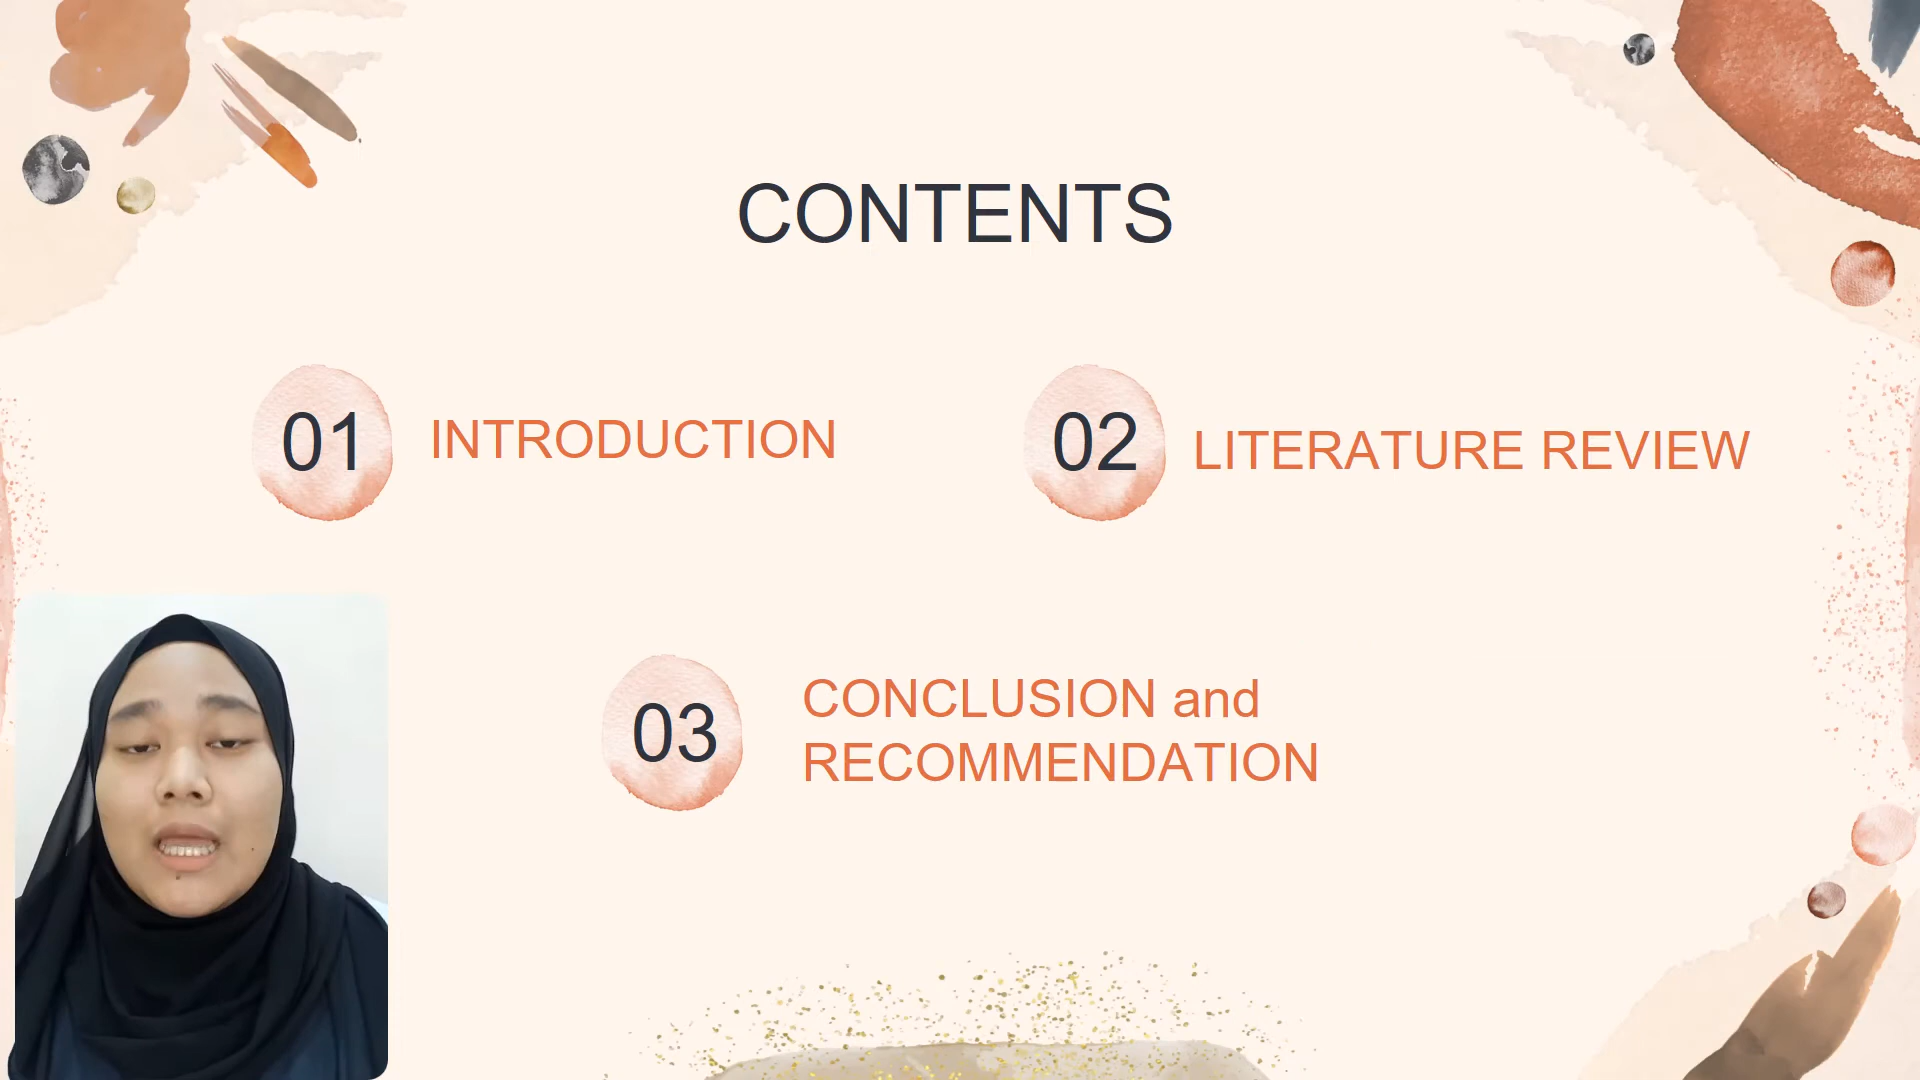 CONTENTS
01
INTRODUCTION
02
LITERATURE REVIEW
03
CONCLUSION and
RECOMMENDATION